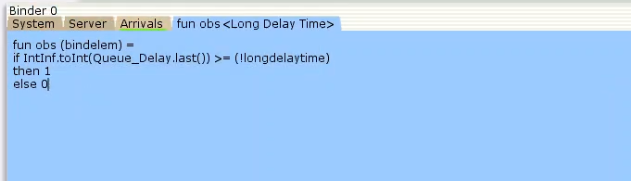 Binder 0
System Server Arrivals fun obs <Long Delay Time>
fun obs (bindelem) =
if IntInf.toInt(Queue_Delay.last()) >= (!longdelaytime)
then 1
else 0